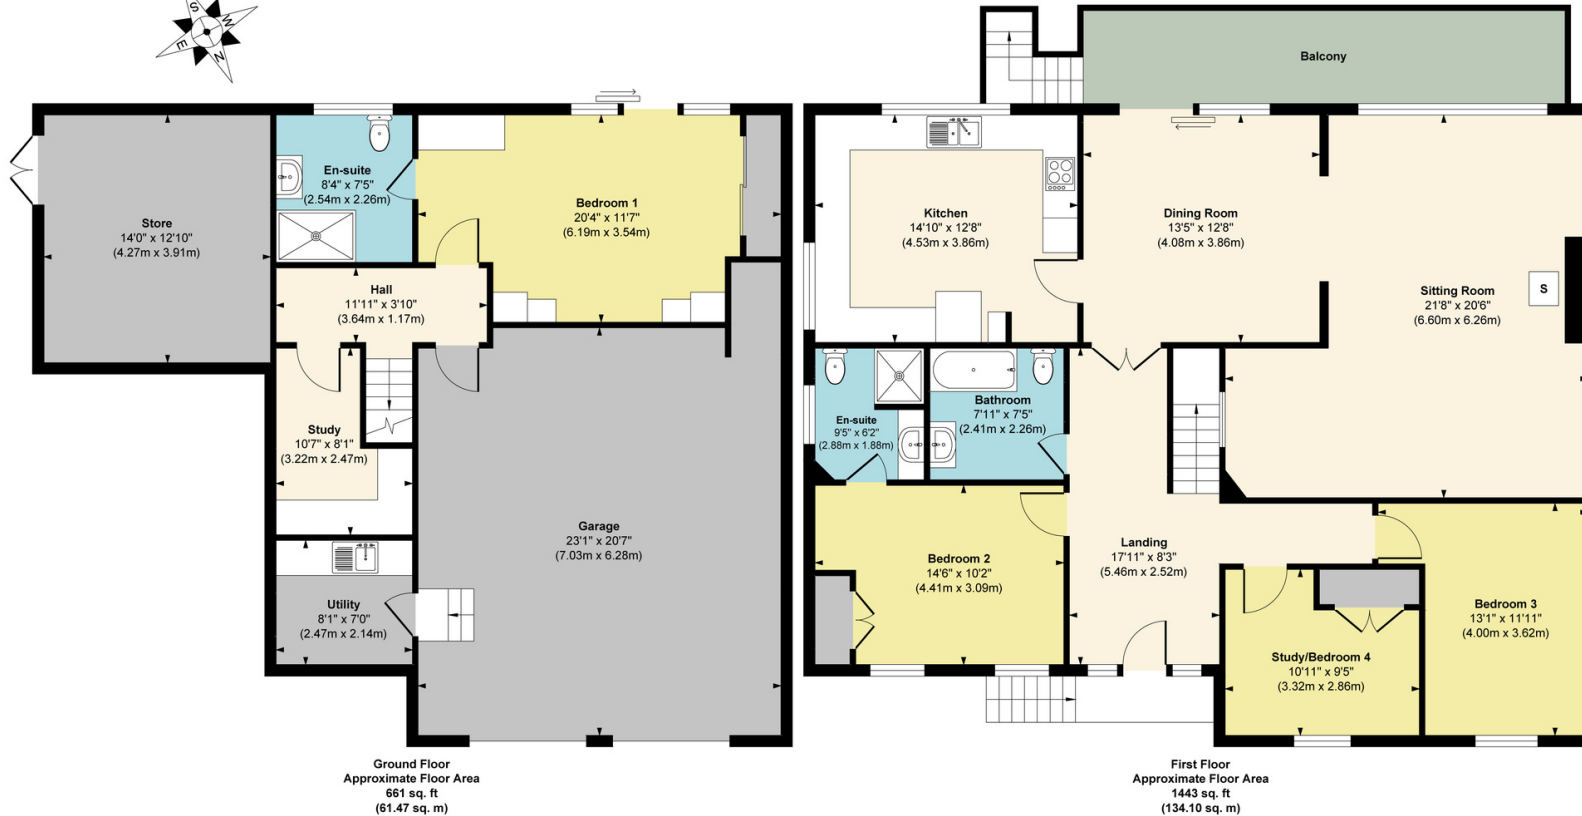 S
W
E
N
Balcony
Store
14'0" x 12'10"
(4.27m x 3.91m)
En-suite
8'4" x 7'5"
(2.54m x 2.26m)
Bedroom 1
20'4" x 11'7"
(6.19m x 3.54m)
Hall
11'11" x 3'10"
(3.64m x 1.17m)
Study
10'7" x 8'1"
(3.22m x 2.47m)
Garage
23'1" x 20'7"
(7.03m x 6.28m)
Utility
8'1" x 7'0"
(2.47m x 2.14m)
Ground Floor
Approximate Floor Area
661 sq. ft
(61.47 sq. m)
Kitchen
14'10" x 12'8"
(4.53m x 3.86m)
Dining Room
13'5" x 12'8"
(4.08m x 3.86m)
Sitting Room
21'8" x 20'6"
(6.60m x 6.26m)
S
En-suite
9'5" x 6'2"
(2.88m x 1.88m)
Bathroom
7'11" x 7'5"
(2.41m x 2.26m)
Bedroom 2
14'6" x 10'2"
(4.41m x 3.09m)
Landing
17'11" x 8'3"
(5.46m x 2.52m)
Study/Bedroom 4
10'11" x 9'5"
(3.32m x 2.86m)
Bedroom 3
13'1" x 11'11"
(4.00m x 3.62m)
First Floor
Approximate Floor Area
1443 sq. ft
(134.10 sq. m)